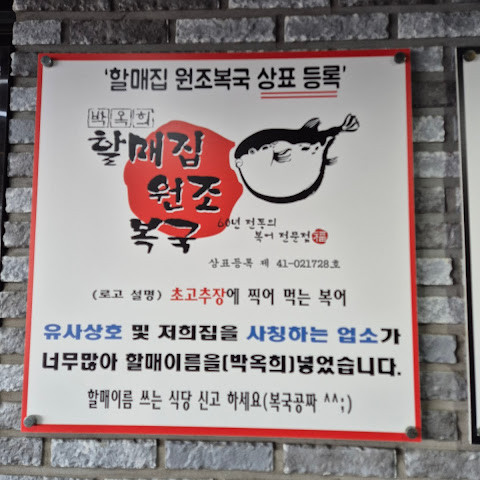 '할매집 원조복국 상표 등록'
박옥희
할매집
원조
복국
60년 전통의
복어 전문점
상표등록 제 41-021728호
(로고 설명) 초고추장에 찍어 먹는 복어
유사상호 및 저희집을 사칭하는 업소가
너무많아 할매이름을(박옥희)넣었습니다.
할매이름 쓰는 식당 신고 하세요(복국공짜 ^^;)